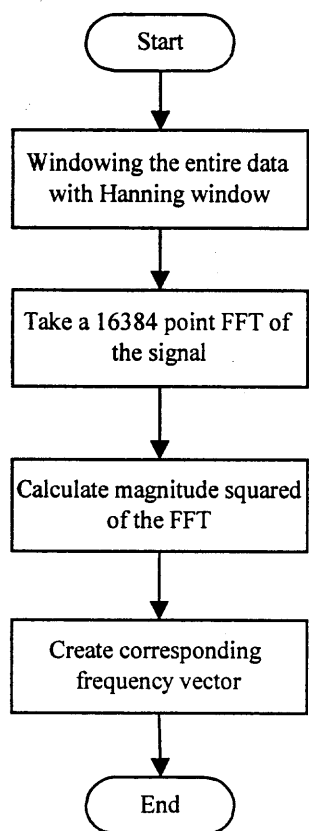 Start
Windowing the entire data
with Hanning window
Take a 16384 point FFT of
the signal
Calculate magnitude squared
of the FFT
Create corresponding
frequency vector
End